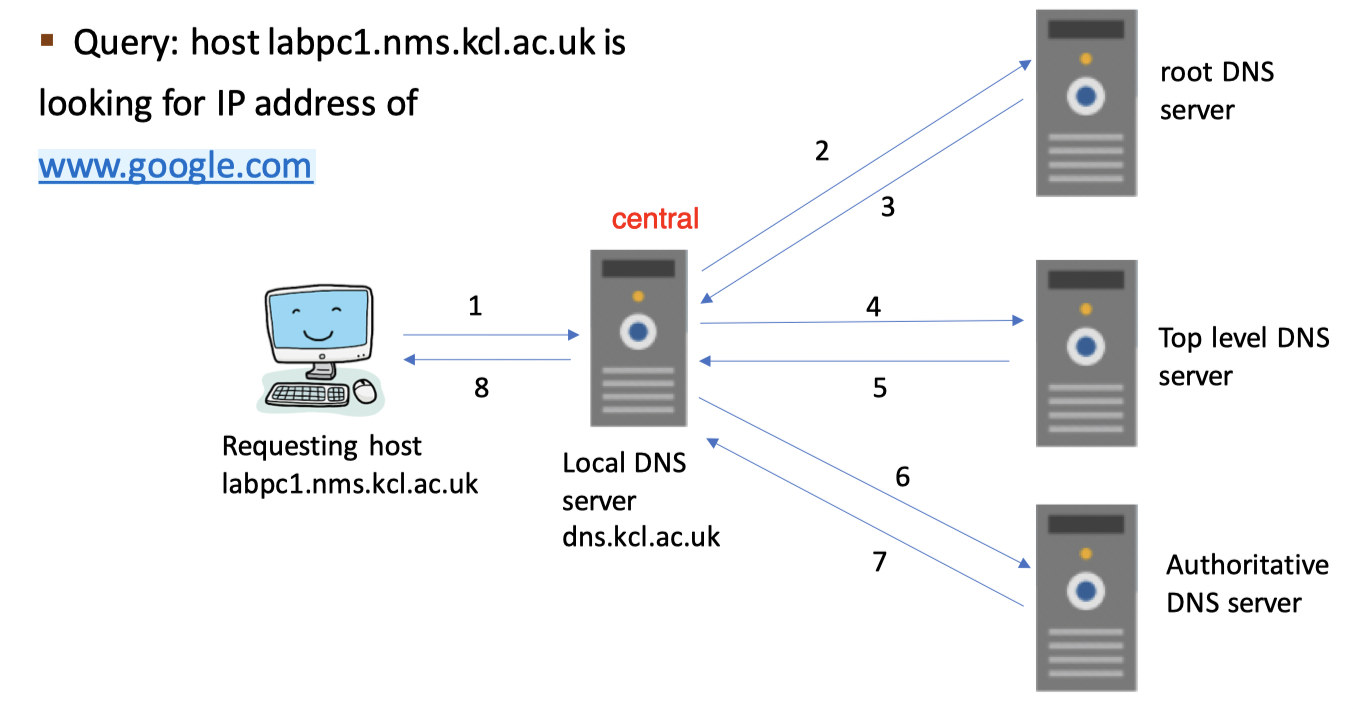 ▪ Query: host labpc1.nms.kcl.ac.uk is
looking for IP address of
www.google.com
root DNS
server
2
3
central
1
8
4
5
Top level DNS
server
Requesting host
labpc1.nms.kcl.ac.uk
Local DNS
server
dns.kcl.ac.uk
6
7
Authoritative
DNS server